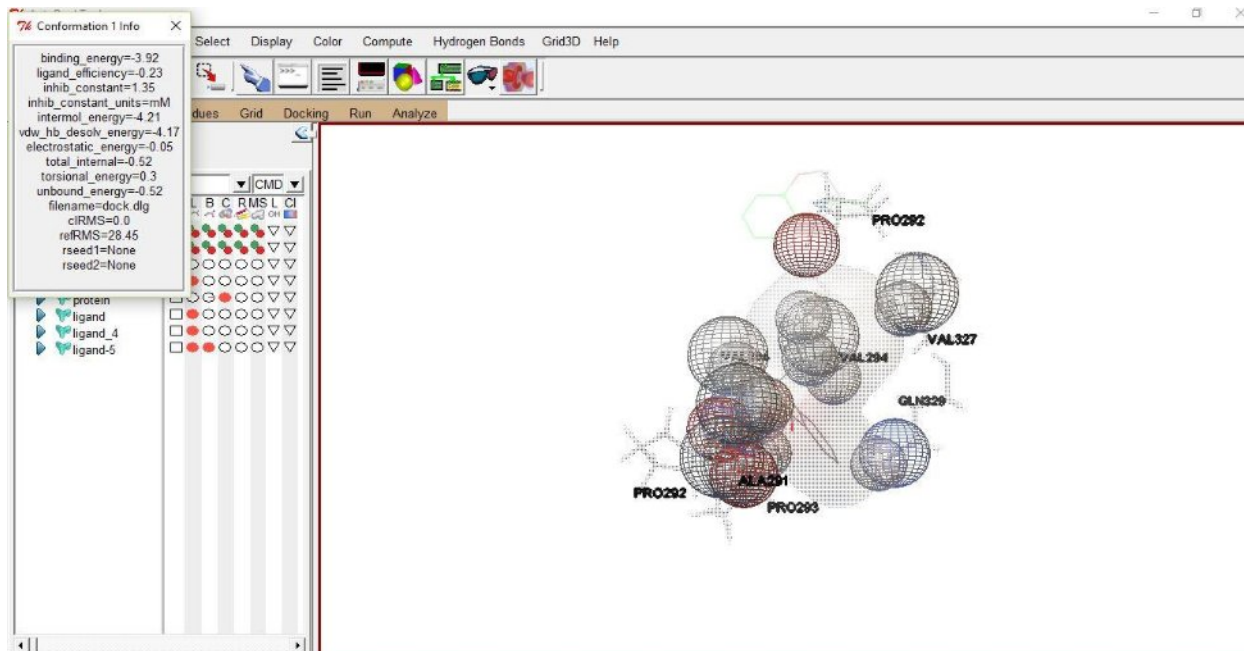 Conformation 1 Info
binding_energy=-3.92
ligand_efficiency=-0.23
inhib_constant=1.35
inhib_constant_units=mM
intermol_energy=-4.21
vdw_hb_desolv_energy=-4.17
electrostatic_energy=-0.05
total_internal=-0.52
torsional_energy=0.3
unbound_energy=-0.52
filename=dock.dlg
clRMS=0.0
refRMS=28.45
rseed1=None
rseed2=None
Select Display Color Compute Hydrogen Bonds Grid3D Help
dues Grid Docking Run Analyze
CMD
L B C R MS L Cl
protein
ligand
ligand_4
ligand-5
PRO292
VAL327
VAL294
GLN329
ALA291
PRO292
PRO293